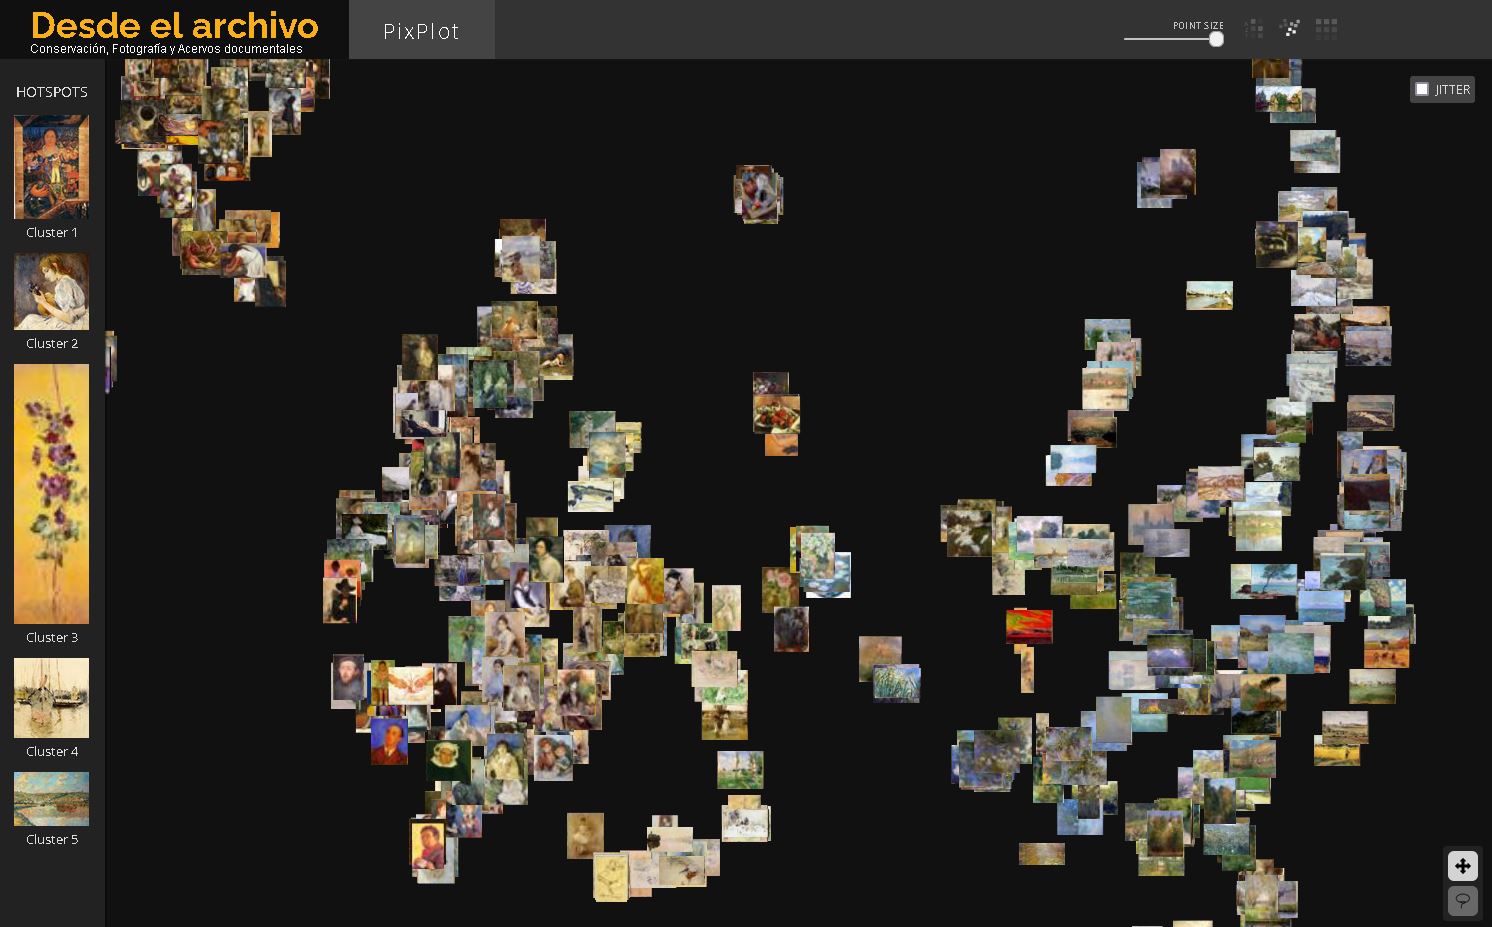 Desde el archivo
Conservación, Fotografía y Acervos documentales
PixPlot
POINT SIZE
JITTER
HOTSPOTS
Cluster 1
Cluster 2
Cluster 3
Cluster 4
Cluster 5